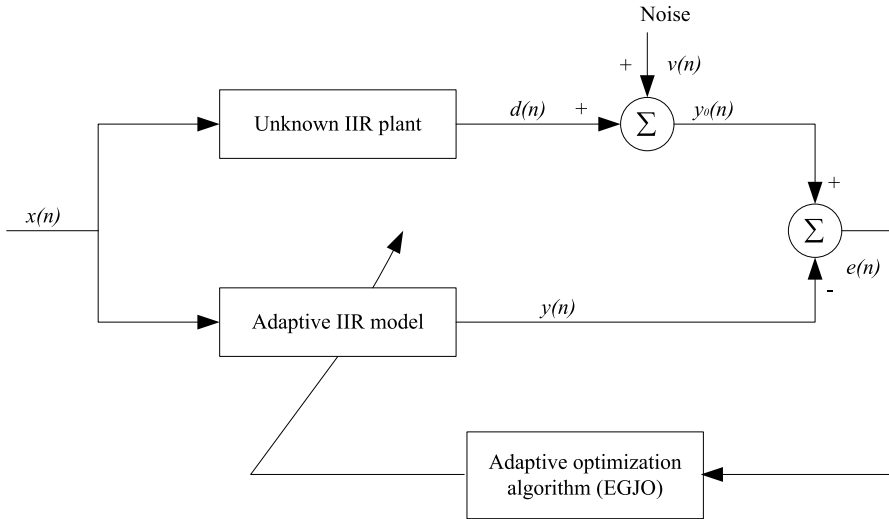 Noise
+
v(n)
Unknown IIR plant
d(n)
+
Σ
y₀(n)
+
x(n)
Σ
e(n)
-
Adaptive IIR model
y(n)
Adaptive optimization
algorithm (EGJO)